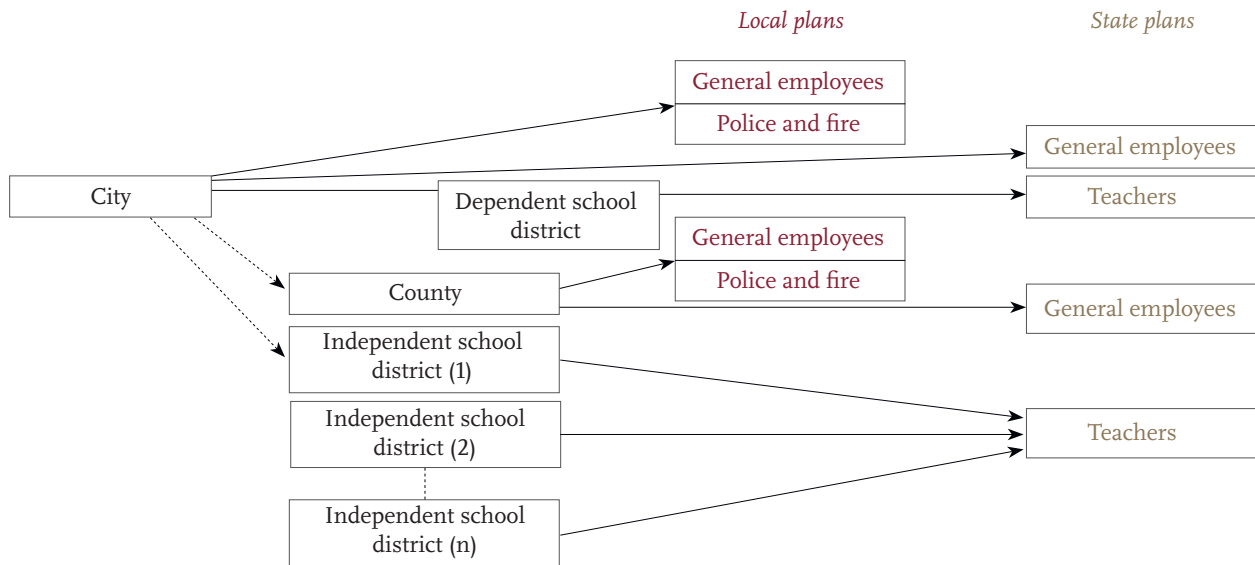 Local plans
State plans
General employees
Police and fire
General employees
City
Dependent school
district
Teachers
General employees
Police and fire
County
General employees
Independent school
district (1)
Independent school
district (2)
Teachers
Independent school
district (n)